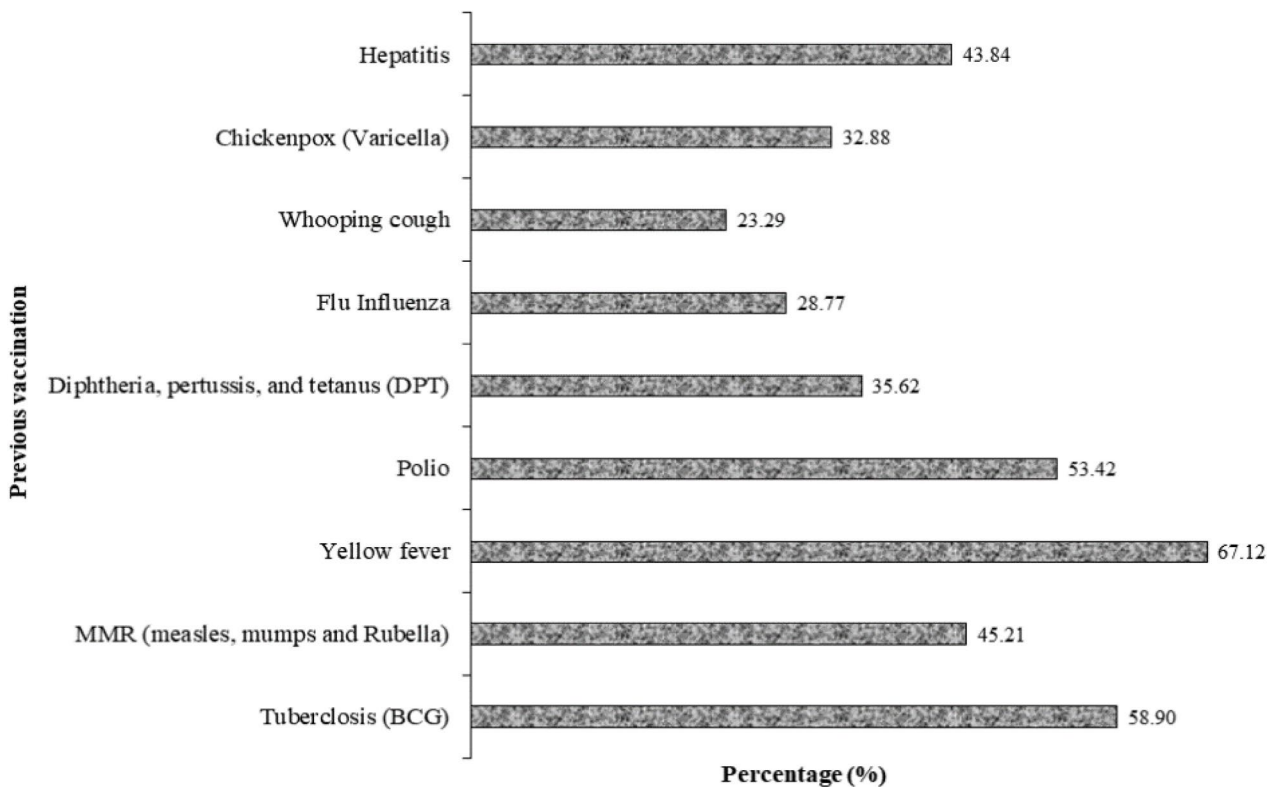 Previous vaccination
Hepatitis
43.84
Chickenpox (Varicella)
32.88
Whooping cough
23.29
Flu Influenza
28.77
Diphtheria, pertussis, and tetanus (DPT)
35.62
Polio
53.42
Yellow fever
67.12
MMR (measles, mumps and Rubella)
45.21
Tuberclosis (BCG)
58.90
Percentage (%)